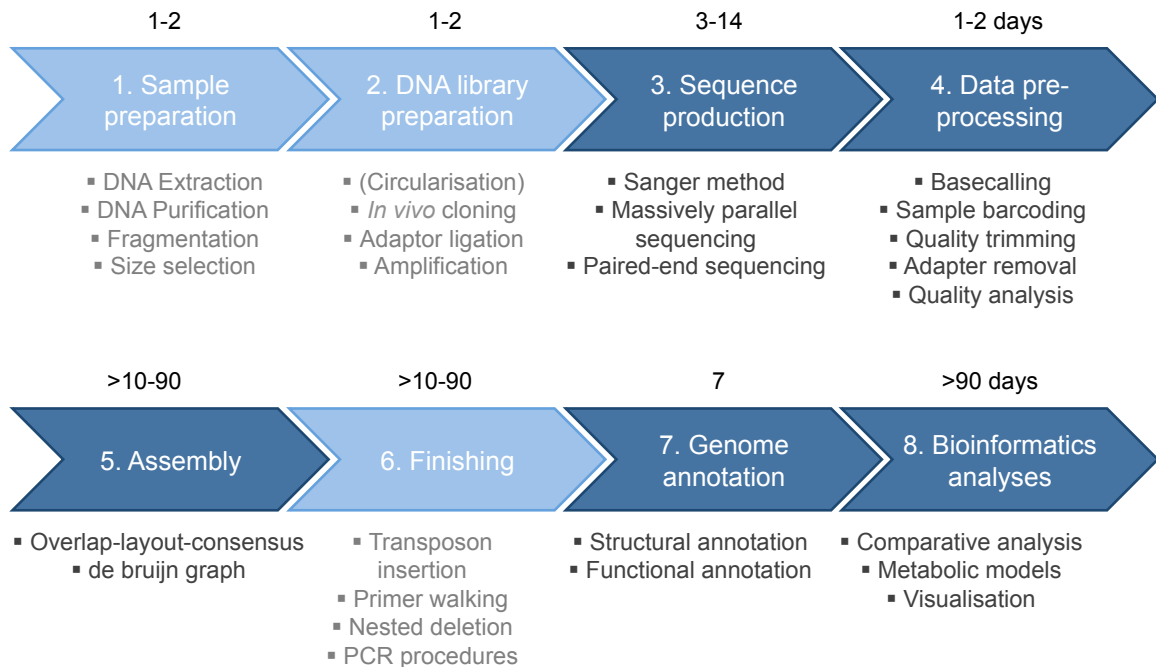 1-2
1-2
3-14
1-2 days
1. Sample
preparation
2. DNA library
preparation
3. Sequence
production
4. Data pre-
processing
▪ DNA Extraction
▪ DNA Purification
▪ Fragmentation
▪ Size selection
▪ (Circularisation)
▪ In vivo cloning
▪ Adaptor ligation
▪ Amplification
▪ Sanger method
▪ Massively parallel
sequencing
▪ Paired-end sequencing
▪ Basecalling
▪ Sample barcoding
▪ Quality trimming
▪ Adapter removal
▪ Quality analysis
>10-90
>10-90
7
>90 days
5. Assembly
6. Finishing
7. Genome
annotation
8. Bioinformatics
analyses
▪ Overlap-layout-consensus
▪ de bruijn graph
▪ Transposon
insertion
▪ Primer walking
▪ Nested deletion
▪ PCR procedures
▪ Structural annotation
▪ Functional annotation
▪ Comparative analysis
▪ Metabolic models
▪ Visualisation